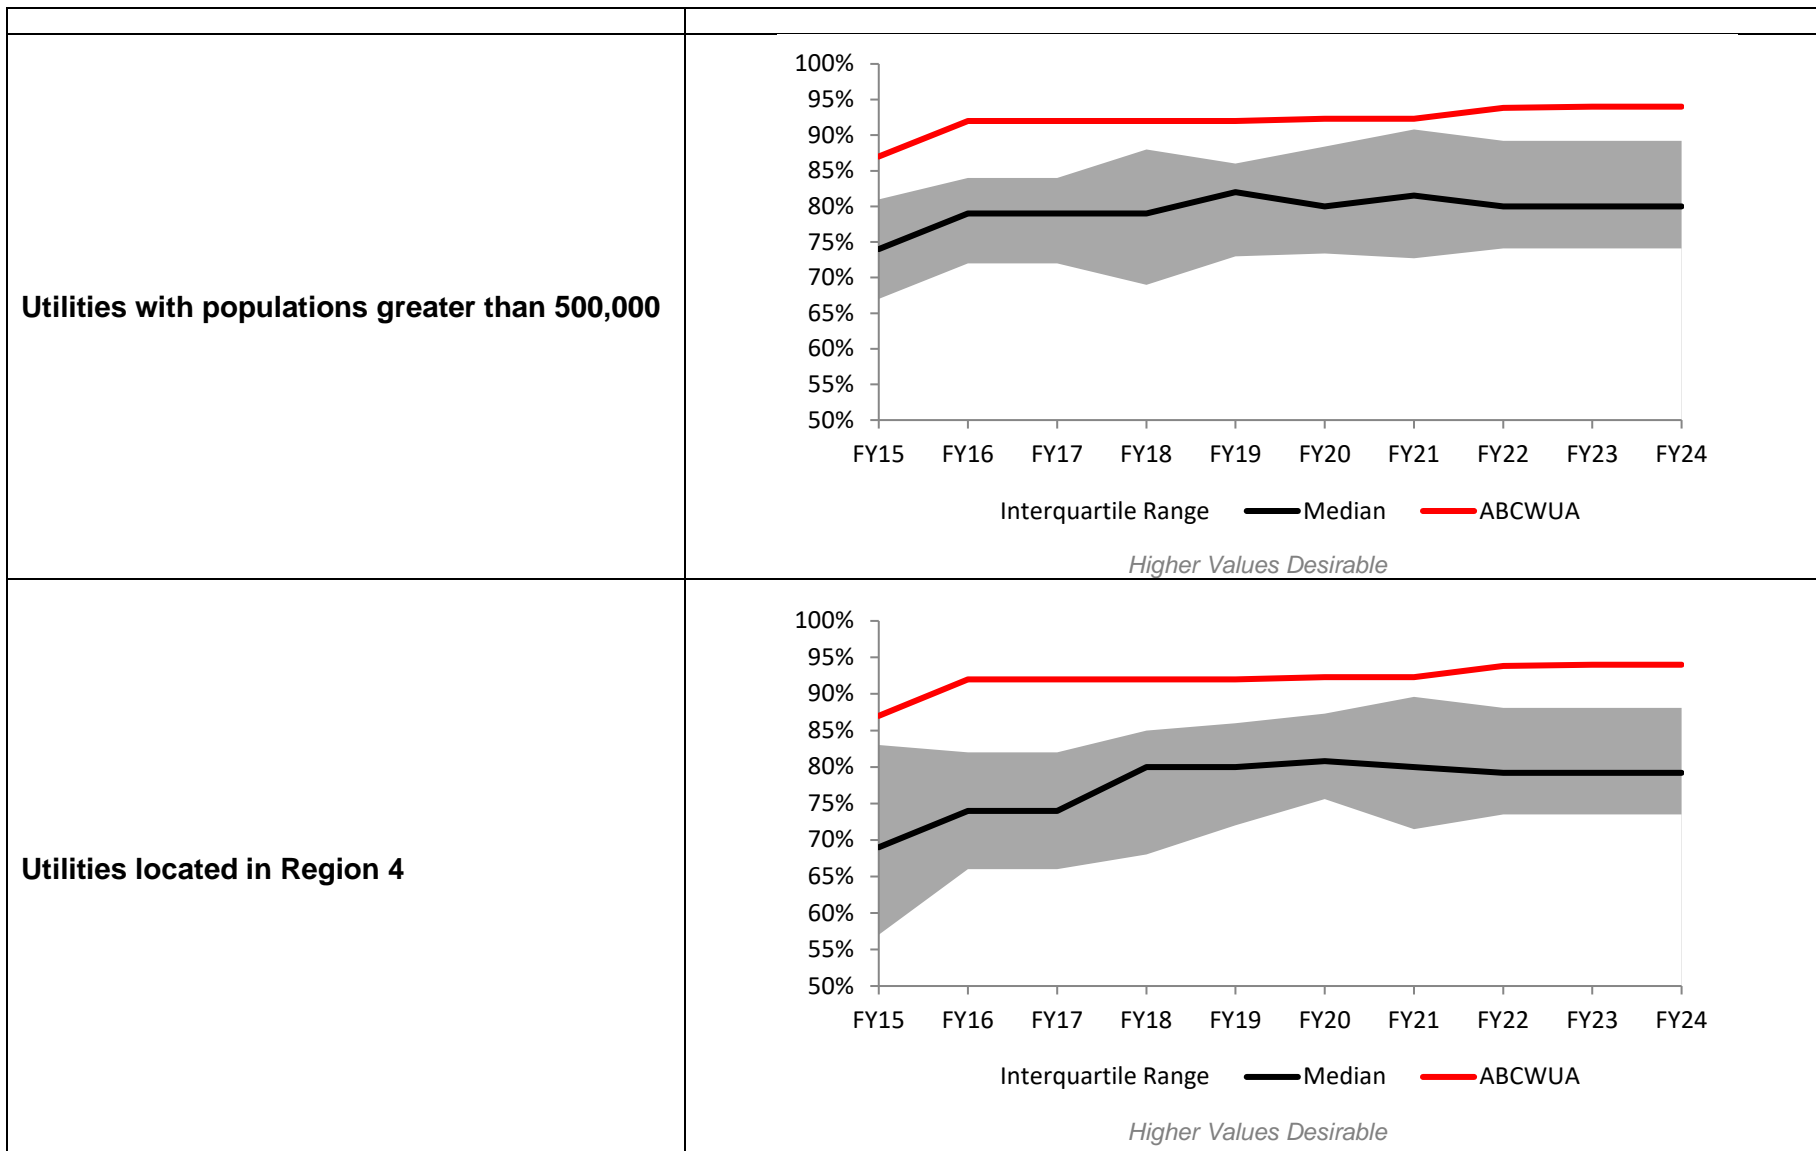 Utilities with populations greater than 500,000
100%
95%
90%
85%
80%
75%
70%
65%
60%
55%
50%
FY15 FY16 FY17 FY18 FY19 FY20 FY21 FY22 FY23 FY24
Interquartile Range Median ABCWUA
Higher Values Desirable
Utilities located in Region 4
100%
95%
90%
85%
80%
75%
70%
65%
60%
55%
50%
FY15 FY16 FY17 FY18 FY19 FY20 FY21 FY22 FY23 FY24
Interquartile Range Median ABCWUA
Higher Values Desirable